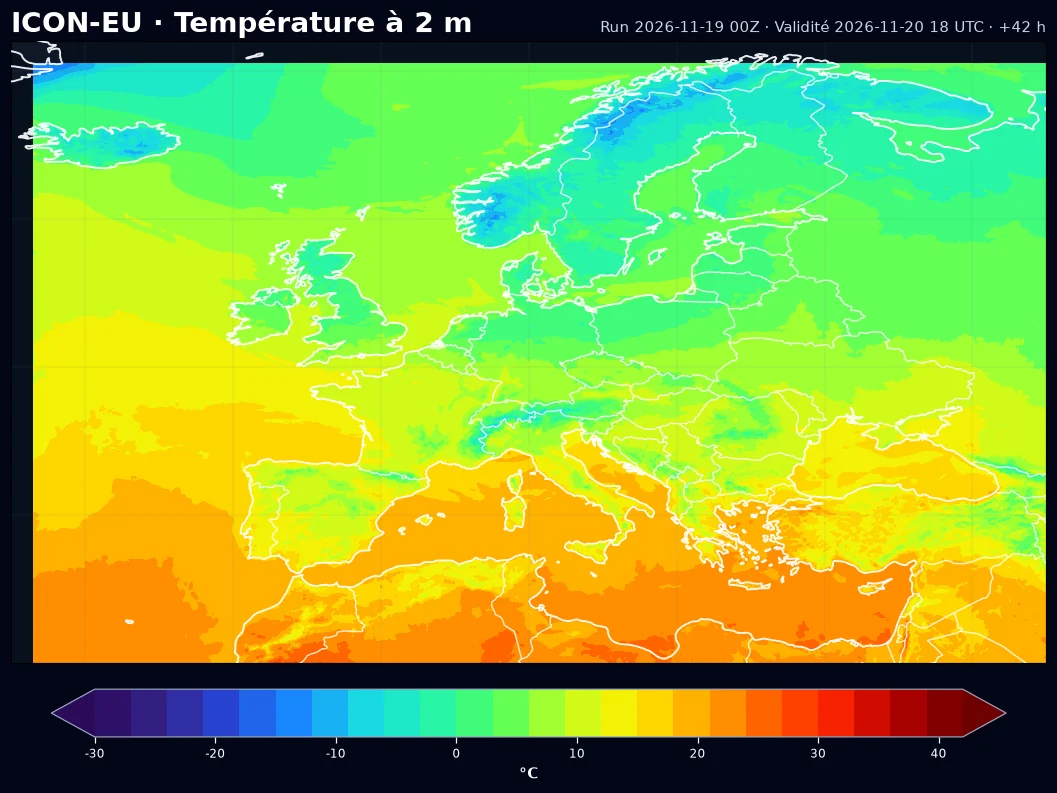 ICON-EU · Température à 2 m
Run 2026-11-19 00Z · Validité 2026-11-20 18 UTC · +42 h
-30 -20 -10 0 10 20 30 40
°C